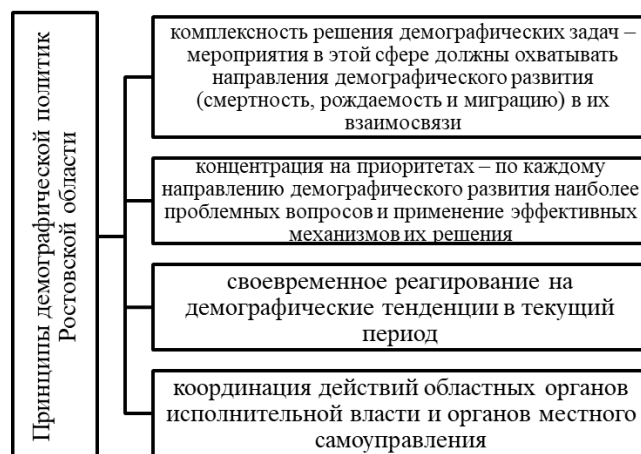 Принципы демографической политик
Ростовской области
комплексность решения демографических задач –
мероприятия в этой сфере должны охватывать
направления демографического развития
(смертность, рождаемость и миграцию) в их
взаимосвязи
концентрация на приоритетах – по каждому
направлению демографического развития наиболее
проблемных вопросов и применение эффективных
механизмов их решения
своевременное реагирование на
демографические тенденции в текущий
период
координация действий областных органов
исполнительной власти и органов местного
самоуправления